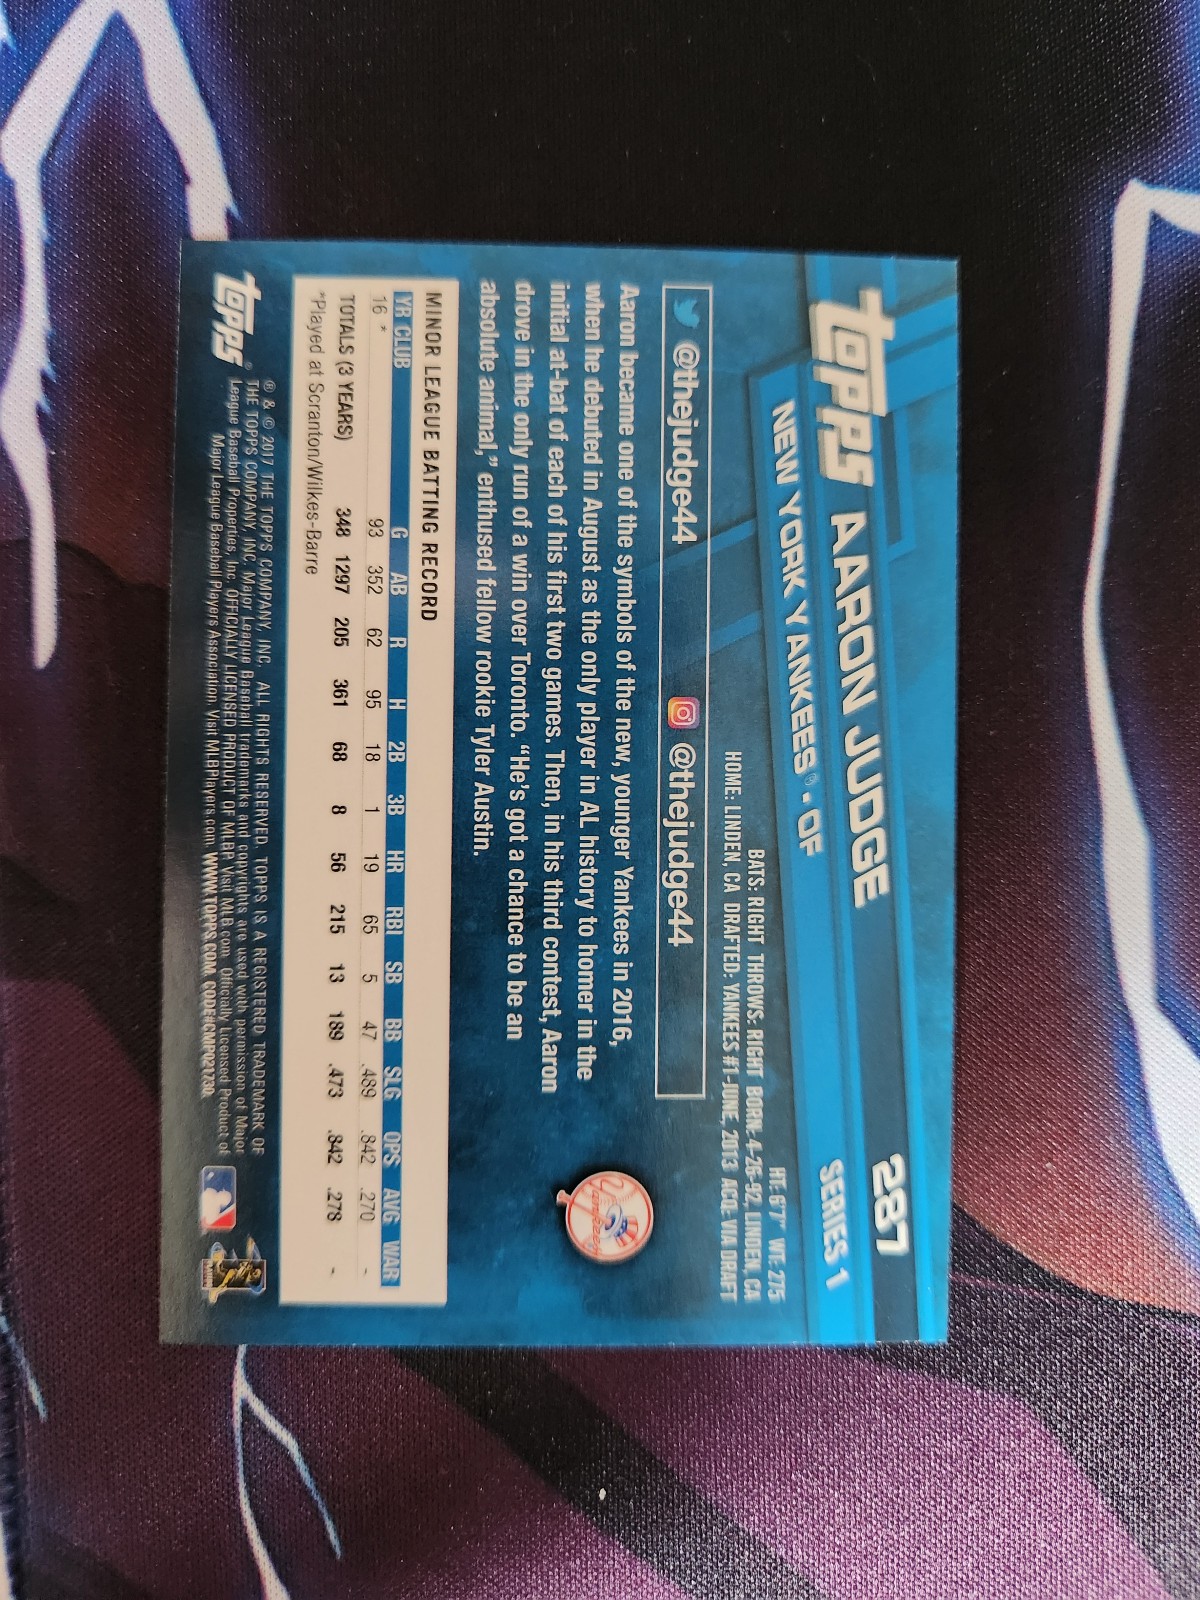 topps AARON JUDGE 287
NEW YORK YANKEES® • OF SERIES 1
HT: 6'7" WT: 275
BATS: RIGHT THROWS: RIGHT BORN: 4-26-92, LINDEN, CA
HOME: LINDEN, CA DRAFTED: YANKEES #1-JUNE, 2013 ACQ: VIA DRAFT
@thejudge44 @thejudge44
Aaron became one of the symbols of the new, younger Yankees in 2016,
when he debuted in August as the only player in AL history to homer in the
initial at-bat of each of his first two games. Then, in his third contest, Aaron
drove in the only run of a win over Toronto. “He’s got a chance to be an
absolute animal,” enthused fellow rookie Tyler Austin.
Yankees
MINOR LEAGUE BATTING RECORD
YR CLUB G AB R H 2B 3B HR RBI SB BB SLG OPS AVG WAR
16 * 93 352 62 95 18 1 19 65 5 47 .489 .842 .270 -
TOTALS (3 YEARS) 348 1297 205 361 68 8 56 215 13 189 .473 .842 .278 -
*Played at Scranton/Wilkes-Barre
topps®
® & © 2017 THE TOPPS COMPANY, INC. ALL RIGHTS RESERVED. TOPPS IS A REGISTERED TRADEMARK OF
THE TOPPS COMPANY, INC. Major League Baseball trademarks and copyrights are used with permission of Major
League Baseball Properties, Inc. OFFICIALLY LICENSED PRODUCT OF MLBP. Visit MLB.com. Officially Licensed Product of
Major League Baseball Players Association. Visit MLBPlayers.com. WWW.TOPPS.COM. CODE#CMP021730.